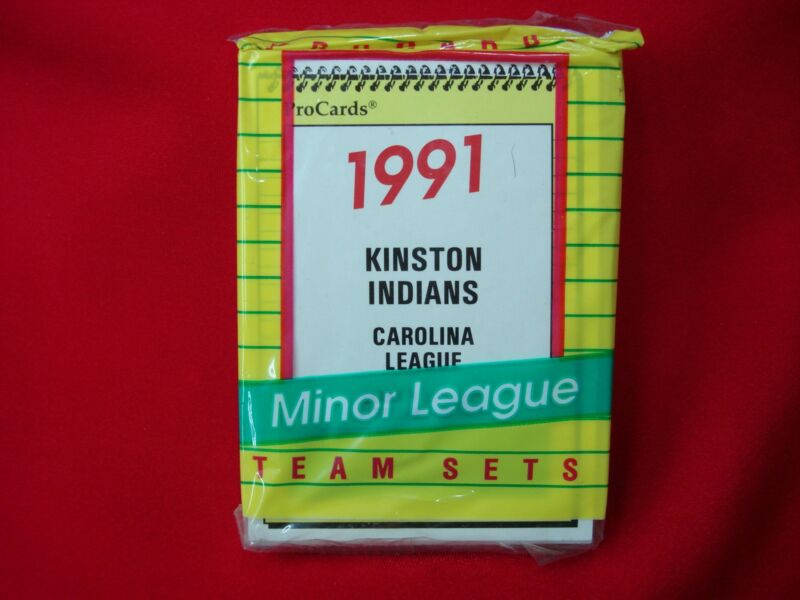 ProCards®
1991
KINSTON
INDIANS
CAROLINA
LEAGUE
Minor League
TEAM SETS